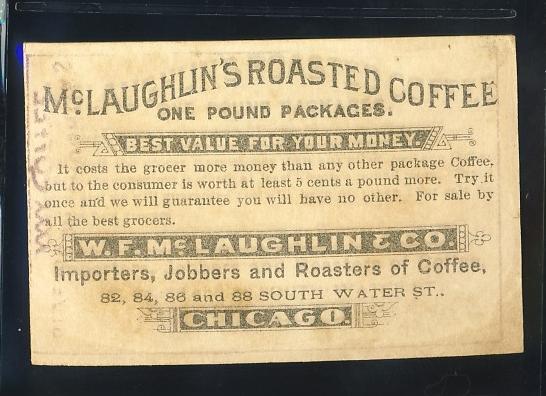 McLAUGHLIN'S ROASTED COFFEE
ONE POUND PACKAGES.
BEST VALUE FOR YOUR MONEY.
It costs the grocer more money than any other package Coffee,
but to the consumer is worth at least 5 cents a pound more. Try it
once and we will guarantee you will have no other. For sale by
all the best grocers.
W. F. McLAUGHLIN & CO.
Importers, Jobbers and Roasters of Coffee,
82, 84, 86 and 88 SOUTH WATER ST.,
CHICAGO.